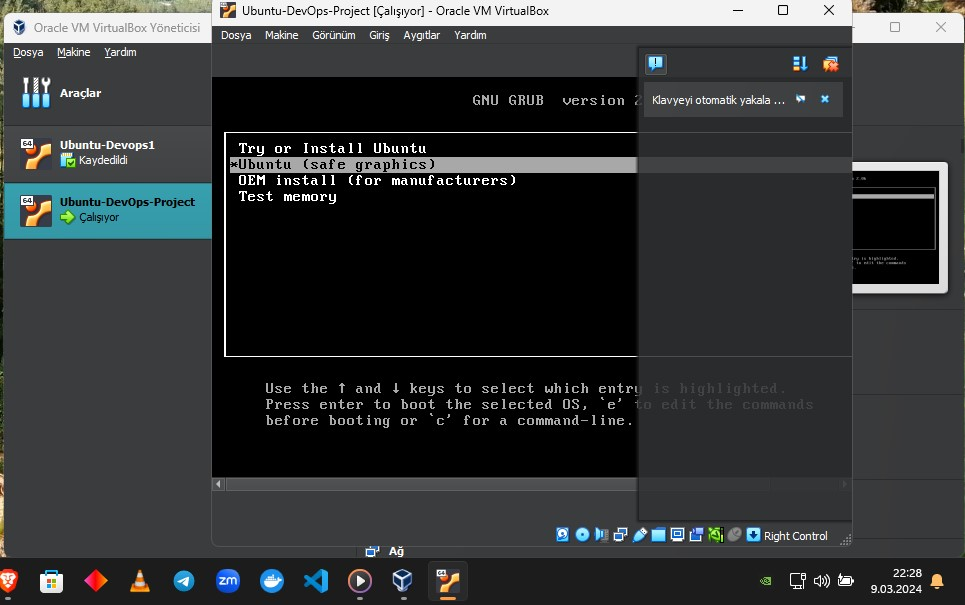 Ubuntu-DevOps-Project [Çalışıyor] - Oracle VM VirtualBox
Oracle VM VirtualBox Yöneticisi
Dosya Makine Görünüm Giriş Aygıtlar Yardım
Dosya Makine Yardım
Araçlar
GNU GRUB version 2
Klavyeyi otomatik yakala ...
64
Ubuntu-Devops1
Kaydedildi
64
Ubuntu-DevOps-Project
Çalışıyor
Try or Install Ubuntu
*Ubuntu (safe graphics)
OEM install (for manufacturers)
Test memory
Use the ↑ and ↓ keys to select which entry is highlighted.
Press enter to boot the selected OS, `e' to edit the commands
before booting or `c' for a command-line.
Right Control
Ağ
zm
64
22:28
9.03.2024